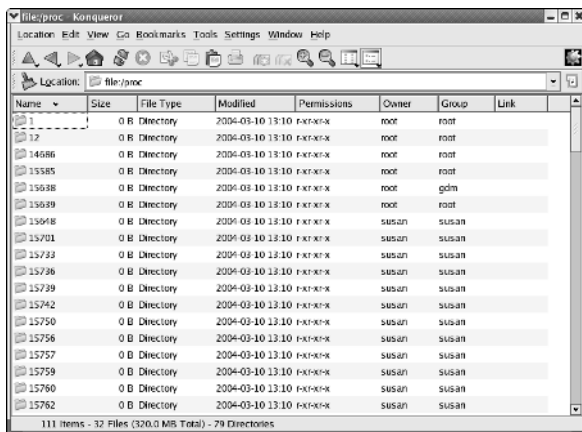 file:/proc - Konqueror
Location Edit View Go Bookmarks Tools Settings Window Help
Location: file:/proc
Name Size File Type Modified Permissions Owner Group Link
1 0 B Directory 2004-03-10 13:10 r-xr-xr-x root root
12 0 B Directory 2004-03-10 13:10 r-xr-xr-x root root
14686 0 B Directory 2004-03-10 13:10 r-xr-xr-x root root
15585 0 B Directory 2004-03-10 13:10 r-xr-xr-x root root
15638 0 B Directory 2004-03-10 13:10 r-xr-xr-x root gdm
15639 0 B Directory 2004-03-10 13:10 r-xr-xr-x root root
15648 0 B Directory 2004-03-10 13:10 r-xr-xr-x susan susan
15701 0 B Directory 2004-03-10 13:10 r-xr-xr-x susan susan
15733 0 B Directory 2004-03-10 13:10 r-xr-xr-x susan susan
15736 0 B Directory 2004-03-10 13:10 r-xr-xr-x susan susan
15739 0 B Directory 2004-03-10 13:10 r-xr-xr-x susan susan
15742 0 B Directory 2004-03-10 13:10 r-xr-xr-x susan susan
15750 0 B Directory 2004-03-10 13:10 r-xr-xr-x susan susan
15756 0 B Directory 2004-03-10 13:10 r-xr-xr-x susan susan
15757 0 B Directory 2004-03-10 13:10 r-xr-xr-x susan susan
15759 0 B Directory 2004-03-10 13:10 r-xr-xr-x susan susan
15760 0 B Directory 2004-03-10 13:10 r-xr-xr-x susan susan
15762 0 B Directory 2004-03-10 13:10 r-xr-xr-x susan susan
111 Items - 32 Files (320.0 MB Total) - 79 Directories